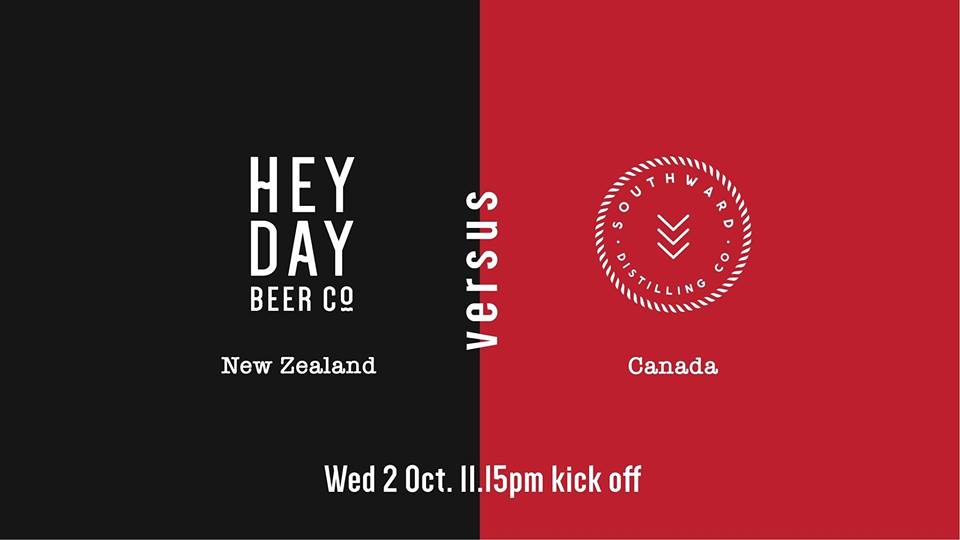 HEY
DAY
BEER CO
New Zealand
versus
SOUTHWARD
· DISTILLING CO ·
Canada
Wed 2 Oct. 11.15pm kick off